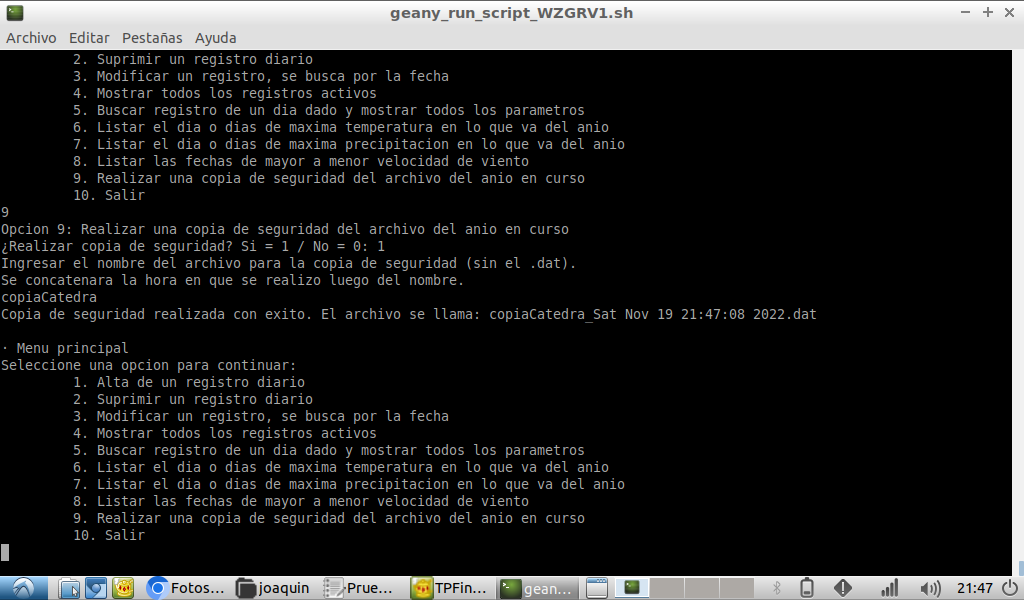 geany_run_script_WZGRV1.sh
Archivo Editar Pestañas Ayuda
2. Suprimir un registro diario
3. Modificar un registro, se busca por la fecha
4. Mostrar todos los registros activos
5. Buscar registro de un dia dado y mostrar todos los parametros
6. Listar el dia o dias de maxima temperatura en lo que va del anio
7. Listar el dia o dias de maxima precipitacion en lo que va del anio
8. Listar las fechas de mayor a menor velocidad de viento
9. Realizar una copia de seguridad del archivo del anio en curso
10. Salir
9
Opcion 9: Realizar una copia de seguridad del archivo del anio en curso
¿Realizar copia de seguridad? Si = 1 / No = 0: 1
Ingresar el nombre del archivo para la copia de seguridad (sin el .dat).
Se concatenara la hora en que se realizo luego del nombre.
copiaCatedra
Copia de seguridad realizada con exito. El archivo se llama: copiaCatedra_Sat Nov 19 21:47:08 2022.dat
· Menu principal
Seleccione una opcion para continuar:
1. Alta de un registro diario
2. Suprimir un registro diario
3. Modificar un registro, se busca por la fecha
4. Mostrar todos los registros activos
5. Buscar registro de un dia dado y mostrar todos los parametros
6. Listar el dia o dias de maxima temperatura en lo que va del anio
7. Listar el dia o dias de maxima precipitacion en lo que va del anio
8. Listar las fechas de mayor a menor velocidad de viento
9. Realizar una copia de seguridad del archivo del anio en curso
10. Salir
Fotos... joaquin Prue... TPFin... gean... 21:47